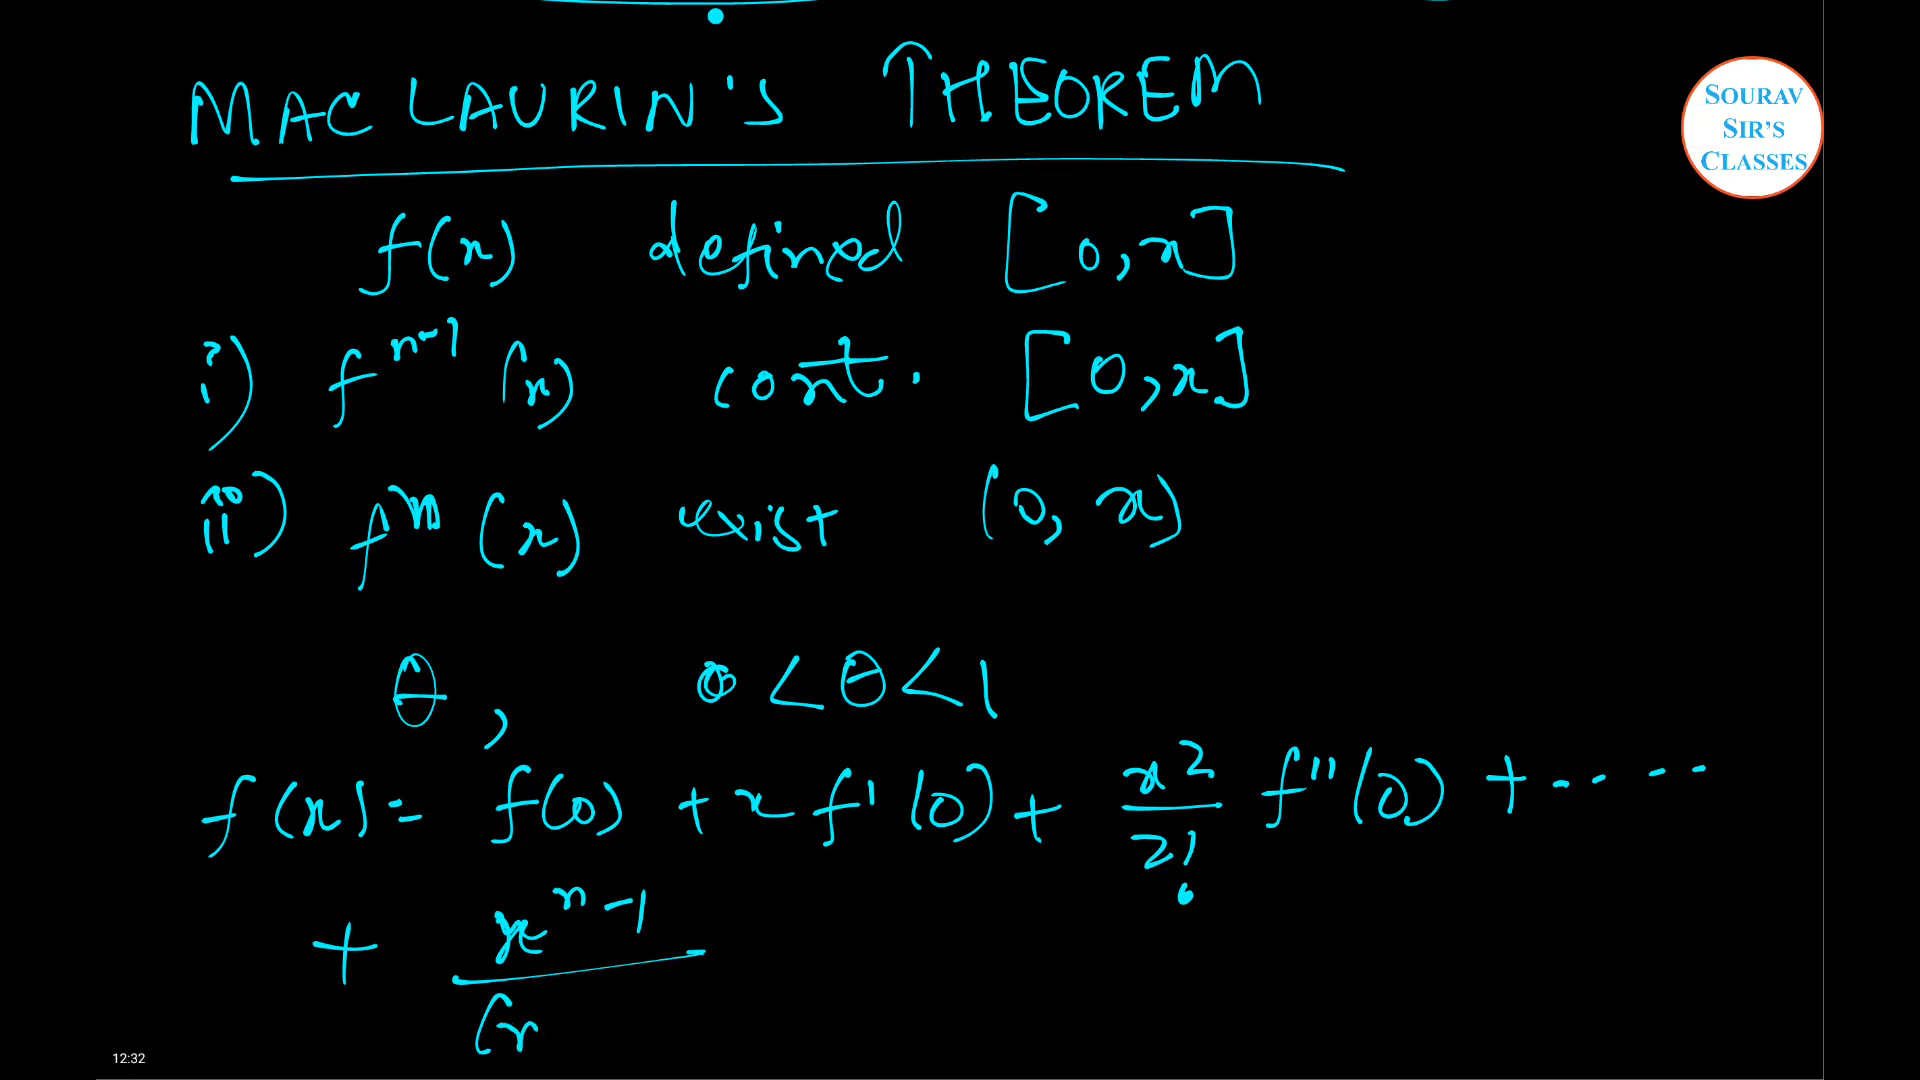 MACLAURIN'S THEOREM
SOURAV
SIR'S
CLASSES
f(x) defined [0,x]
i) f^{n-1}(x) cont. [0,x]
ii) f^n(x) exist (0,x)
θ, 0<θ<1
f(x)= f(0) + x f'(0) + x^2/2! f''(0) + .....
+ x^{n-1}/(n
12:32